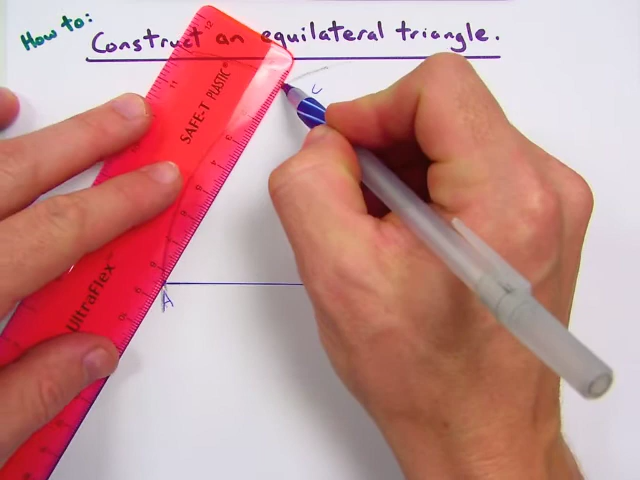 How to:
Construct an equilateral triangle.
C
SAFE-T PLASTIC
A
UltraFlex